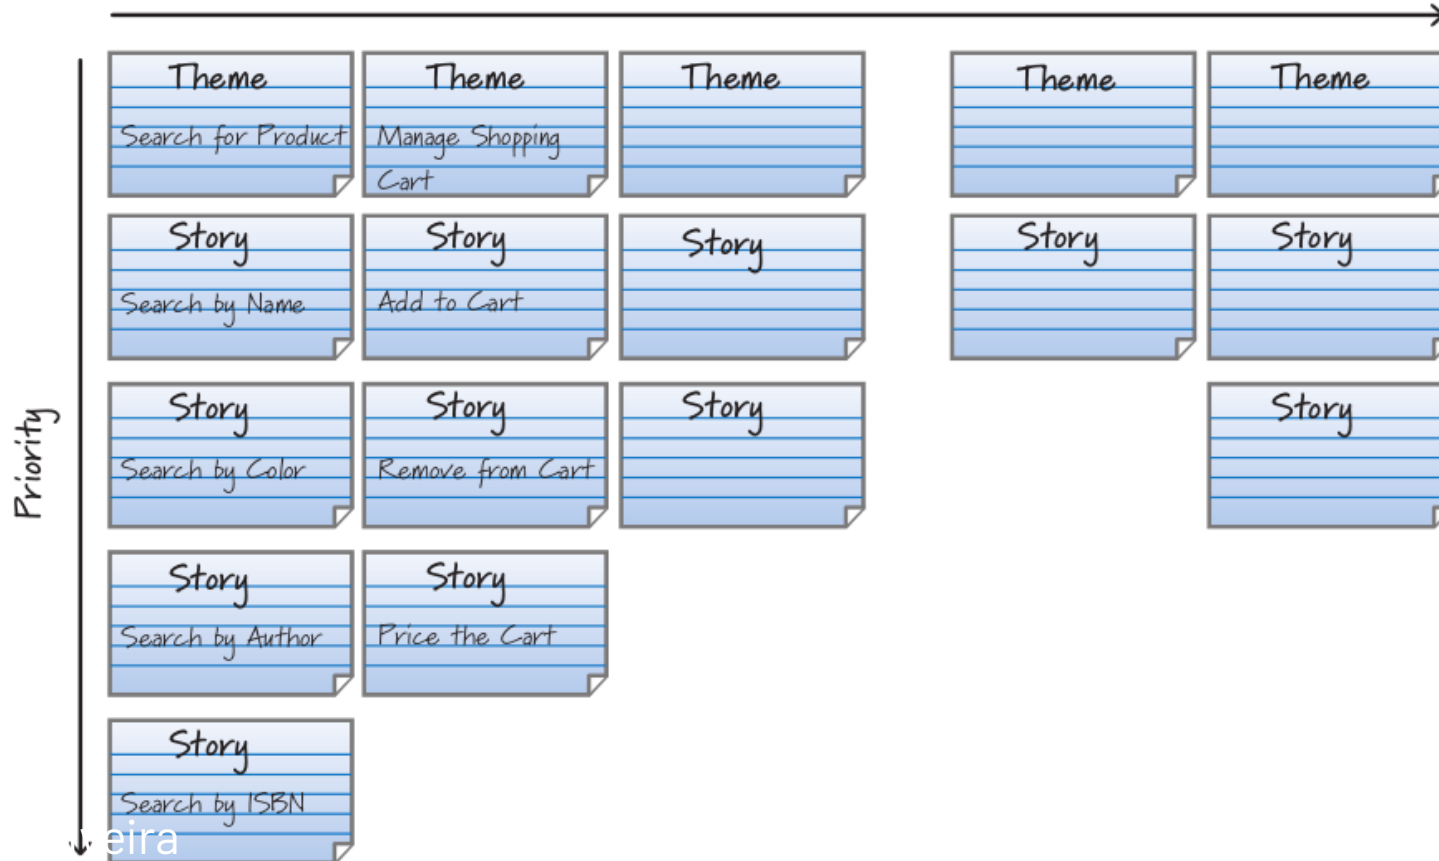 Theme Theme Theme Theme Theme
Search for Product Manage Shopping
Cart
Story Story Story Story Story
Search by Name Add to Cart
Priority
Story Story Story Story
Search by Color Remove from Cart
Story Story
Search by Author Price the Cart
Story
Search by ISBN